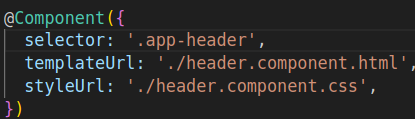 @Component({
  selector: '.app-header',
  templateUrl: './header.component.html',
  styleUrl: './header.component.css',
})